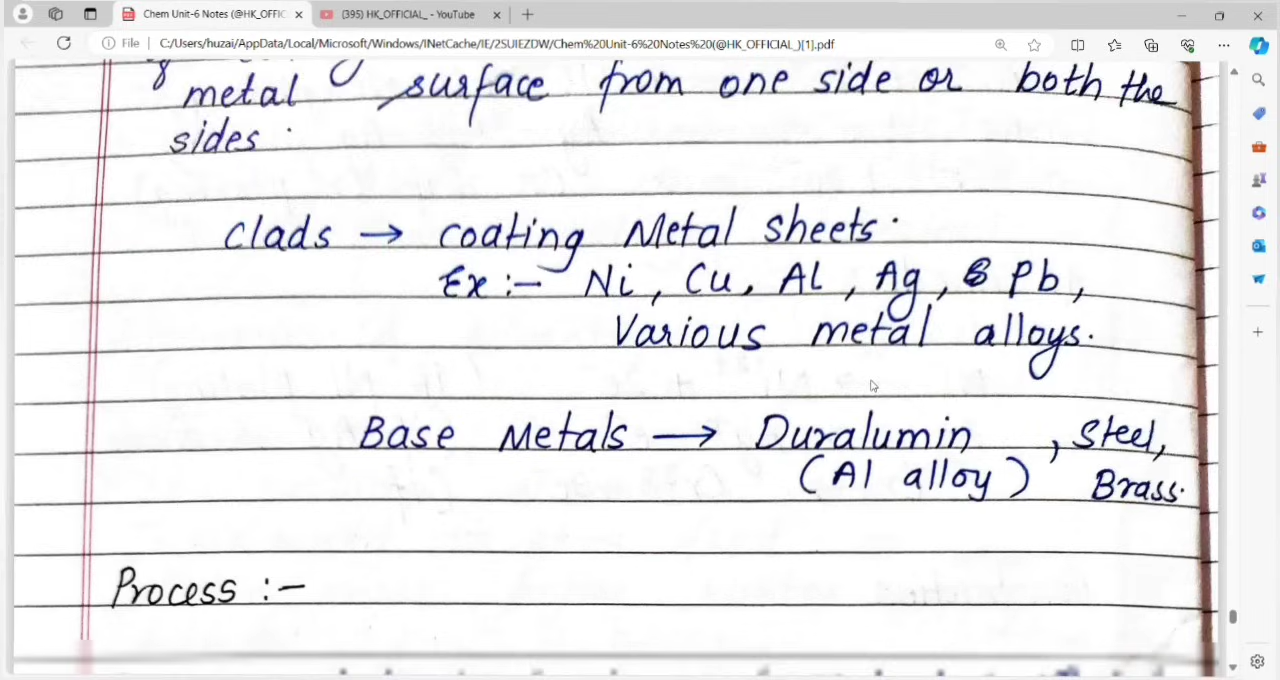 Chem Unit-6 Notes (@HK_OFFIC
(395) HK_OFFICIAL_ - YouTube
File | C:/Users/huzai/AppData/Local/Microsoft/Windows/INetCache/IE/2SUIEZDW/Chem%20Unit-6%20Notes%20(@HK_OFFICIAL_)[1].pdf
metal surface from one side or both the
sides.
Clads → coating Metal sheets.
Ex :- Ni, Cu, Al, Ag, Pb,
Various metal alloys.
Base Metals → Duralumin, Steel,
(Al alloy) Brass.
Process :-